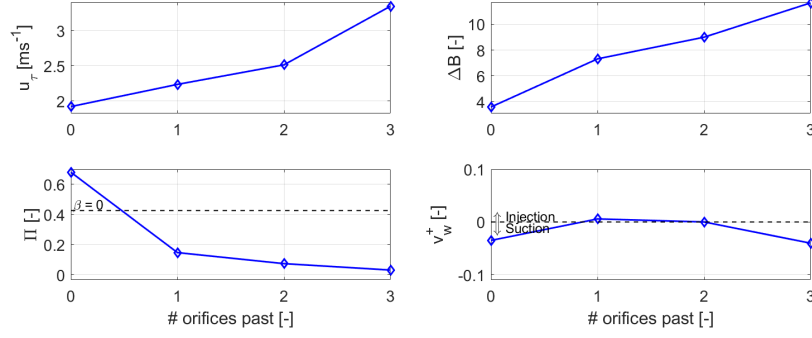 u_τ [ms^-1]
3
2.5
2
0 1 2 3
ΔB [-]
10
8
6
4
0 1 2 3
Π [-]
0.6
0.4
0.2
0
β = 0
0 1 2 3
# orifices past [-]
v_w^+ [-]
0.1
0
-0.1
Injection
Suction
0 1 2 3
# orifices past [-]